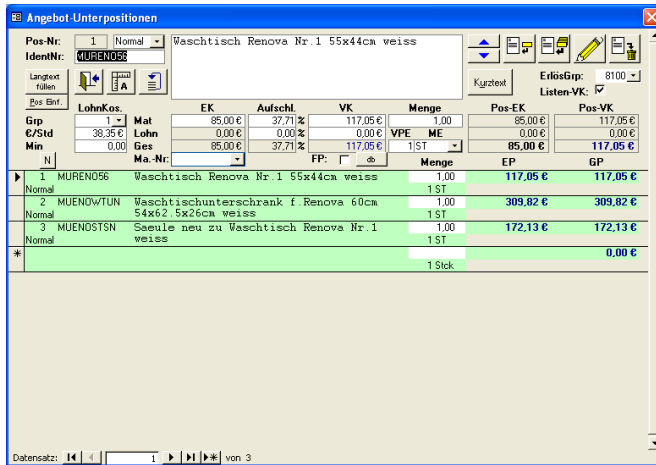 Angebot-Unterpositionen
Pos-Nr: 1 Normal Waschtisch Renova Nr.1 55x44cm weiss
IdentNr: MUREN056
Langtext füllen
Kurztext
ErlösGrp: 8100
Listen-VK:
Pos Einf.
LohnKos. EK Aufschl. VK Menge Pos-EK Pos-VK
Grp 1 Mat 85,00 € 37,71 % 117,05 € 1,00 85,00 € 117,05 €
€/Std 38,35 € Lohn 0,00 € 0,00 % 0,00 € VPE ME 0,00 € 0,00 €
Min 0,00 Ges 85,00 € 37,71 % 117,05 € 1 ST 85,00 € 117,05 €
N Ma.-Nr: FP: db Menge EP GP
1 MUREN056 Waschtisch Renova Nr.1 55x44cm weiss 1,00 117,05 € 117,05 €
Normal 1 ST
2 MUENOWTUN Waschtischunterschrank f.Renova 60cm 1,00 309,82 € 309,82 €
Normal 54x62.5x26cm weiss 1 ST
3 MUENOSTSN Saeule neu zu Waschtisch Renova Nr.1 1,00 172,13 € 172,13 €
Normal weiss 1 ST
0,00 €
1 Stck
Datensatz: 1 von 3